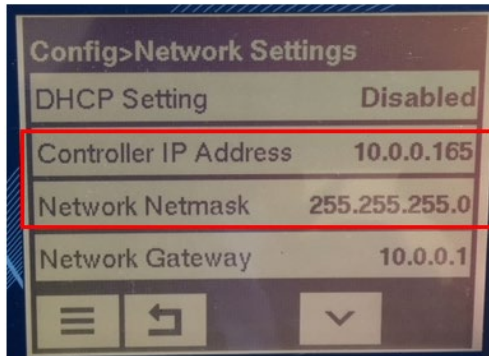 Config>Network Settings
DHCP Setting Disabled
Controller IP Address 10.0.0.165
Network Netmask 255.255.255.0
Network Gateway 10.0.0.1